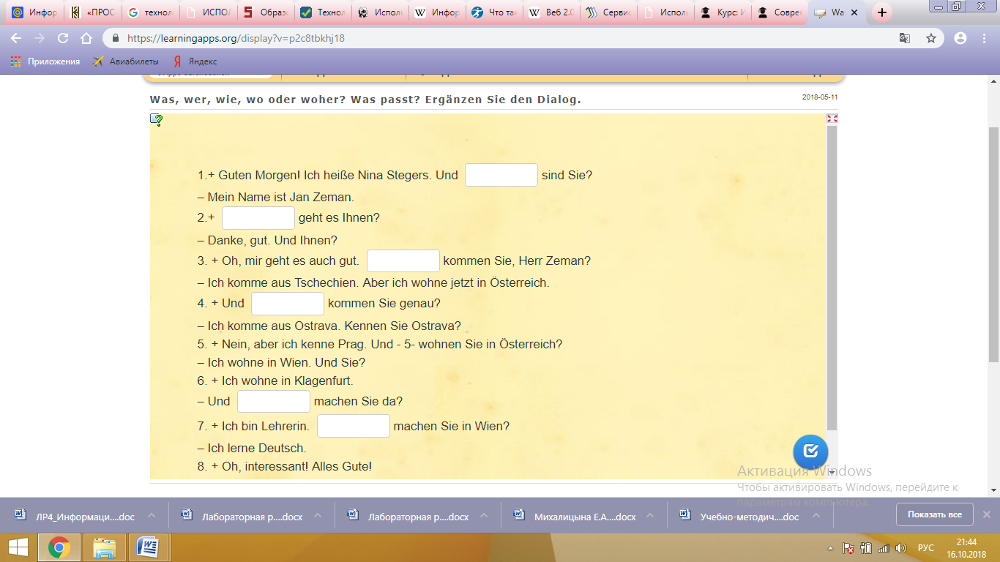 Инфор
«ПРОС
технол
ИСПОЛ
Образо
Технол
Исполь
Инфор
Что так
Веб 2.0
Сервис
Исполь
Курс: И
Соврем
Wa
https://learningapps.org/display?v=p2c8tbkhj18
Приложения
Авиабилеты
Яндекс
Was, wer, wie, wo oder woher? Was passt? Ergänzen Sie den Dialog.
2018-05-11
1.+ Guten Morgen! Ich heiße Nina Stegers. Und sind Sie?
– Mein Name ist Jan Zeman.
2.+ geht es Ihnen?
– Danke, gut. Und Ihnen?
3. + Oh, mir geht es auch gut. kommen Sie, Herr Zeman?
– Ich komme aus Tschechien. Aber ich wohne jetzt in Österreich.
4. + Und kommen Sie genau?
– Ich komme aus Ostrava. Kennen Sie Ostrava?
5. + Nein, aber ich kenne Prag. Und - 5- wohnen Sie in Österreich?
– Ich wohne in Wien. Und Sie?
6. + Ich wohne in Klagenfurt.
– Und machen Sie da?
7. + Ich bin Lehrerin. machen Sie in Wien?
– Ich lerne Deutsch.
8. + Oh, interessant! Alles Gute!
Активация Windows
Чтобы активировать Windows, перейдите к
параметрам компьютера.
ЛР4_Информаци....doc
Лабораторная р....docx
Лабораторная р....docx
Михалицына Е.А....docx
Учебно-методич....doc
Показать все
РУС
21:44
16.10.2018